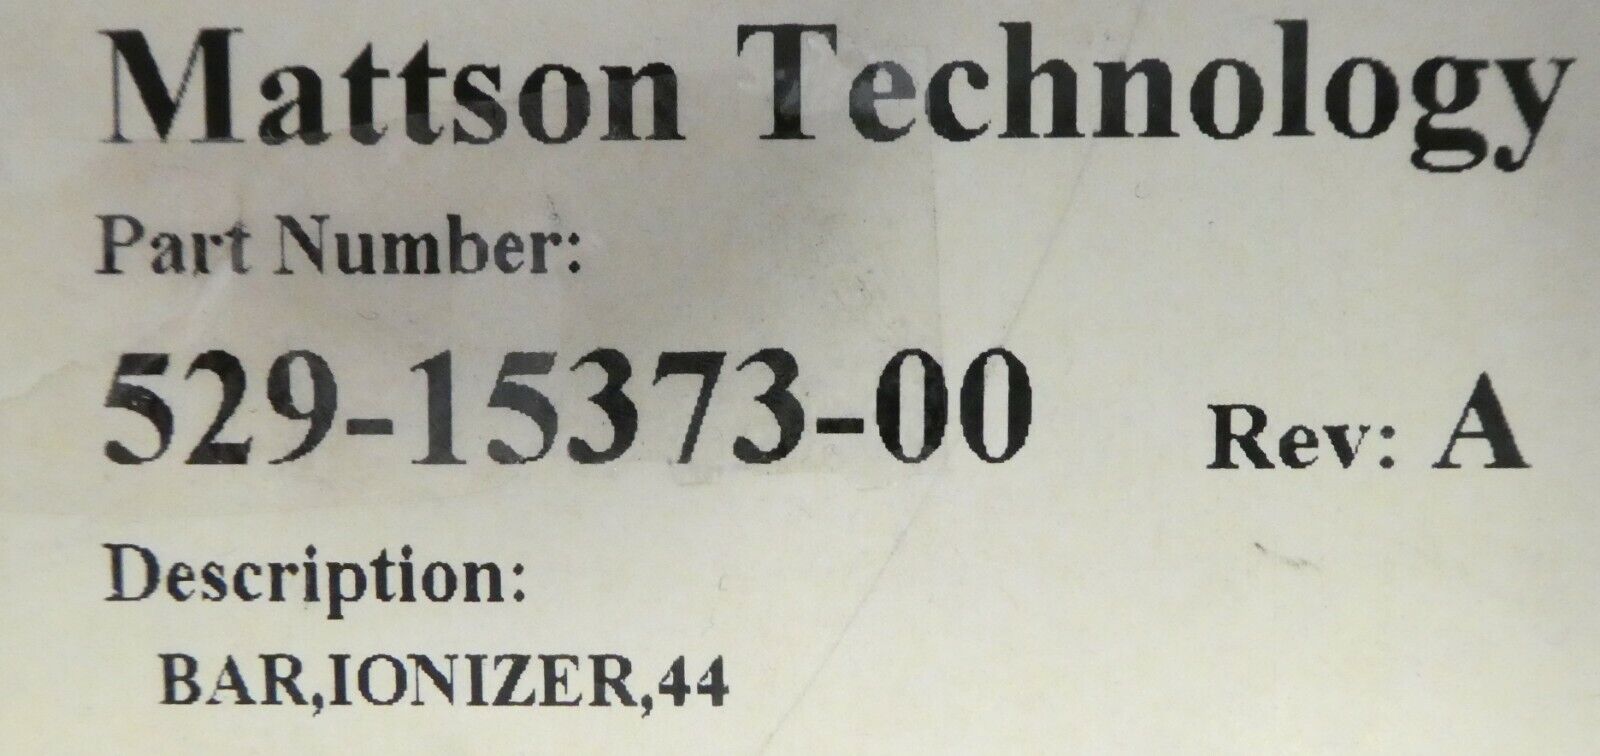 Mattson Technology
Part Number:
529-15373-00 Rev: A
Description:
BAR,IONIZER,44